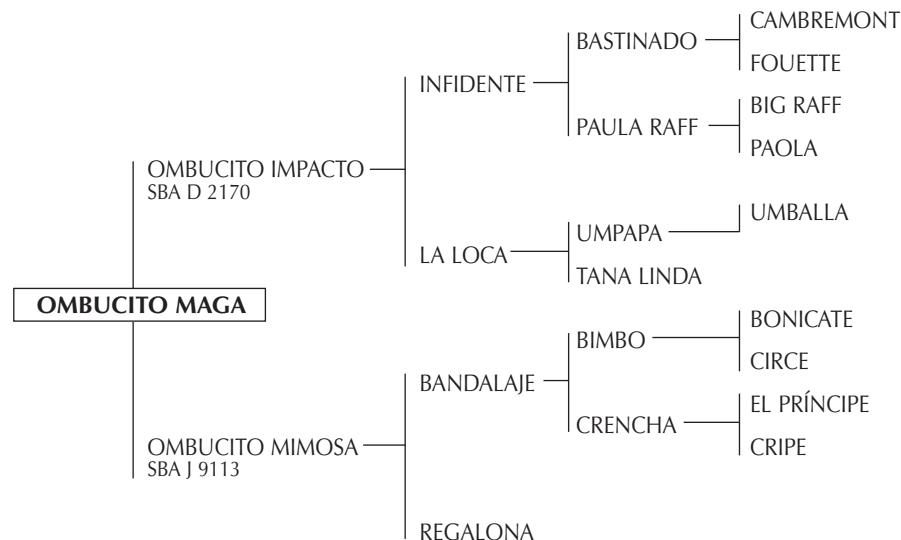 CAMBREMONT
BASTINADO
FOUETTE
INFIDENTE
BIG RAFF
PAULA RAFF
PAOLA
OMBUCITO IMPACTO
SBA D 2170
UMBALLA
UMPAPA
LA LOCA
TANA LINDA
OMBUCITO MAGA
BONICATE
BIMBO
CIRCE
BANDALAJE
EL PRÍNCIPE
CRENCHA
CRIPE
OMBUCITO MIMOSA
SBA J 9113
REGALONA